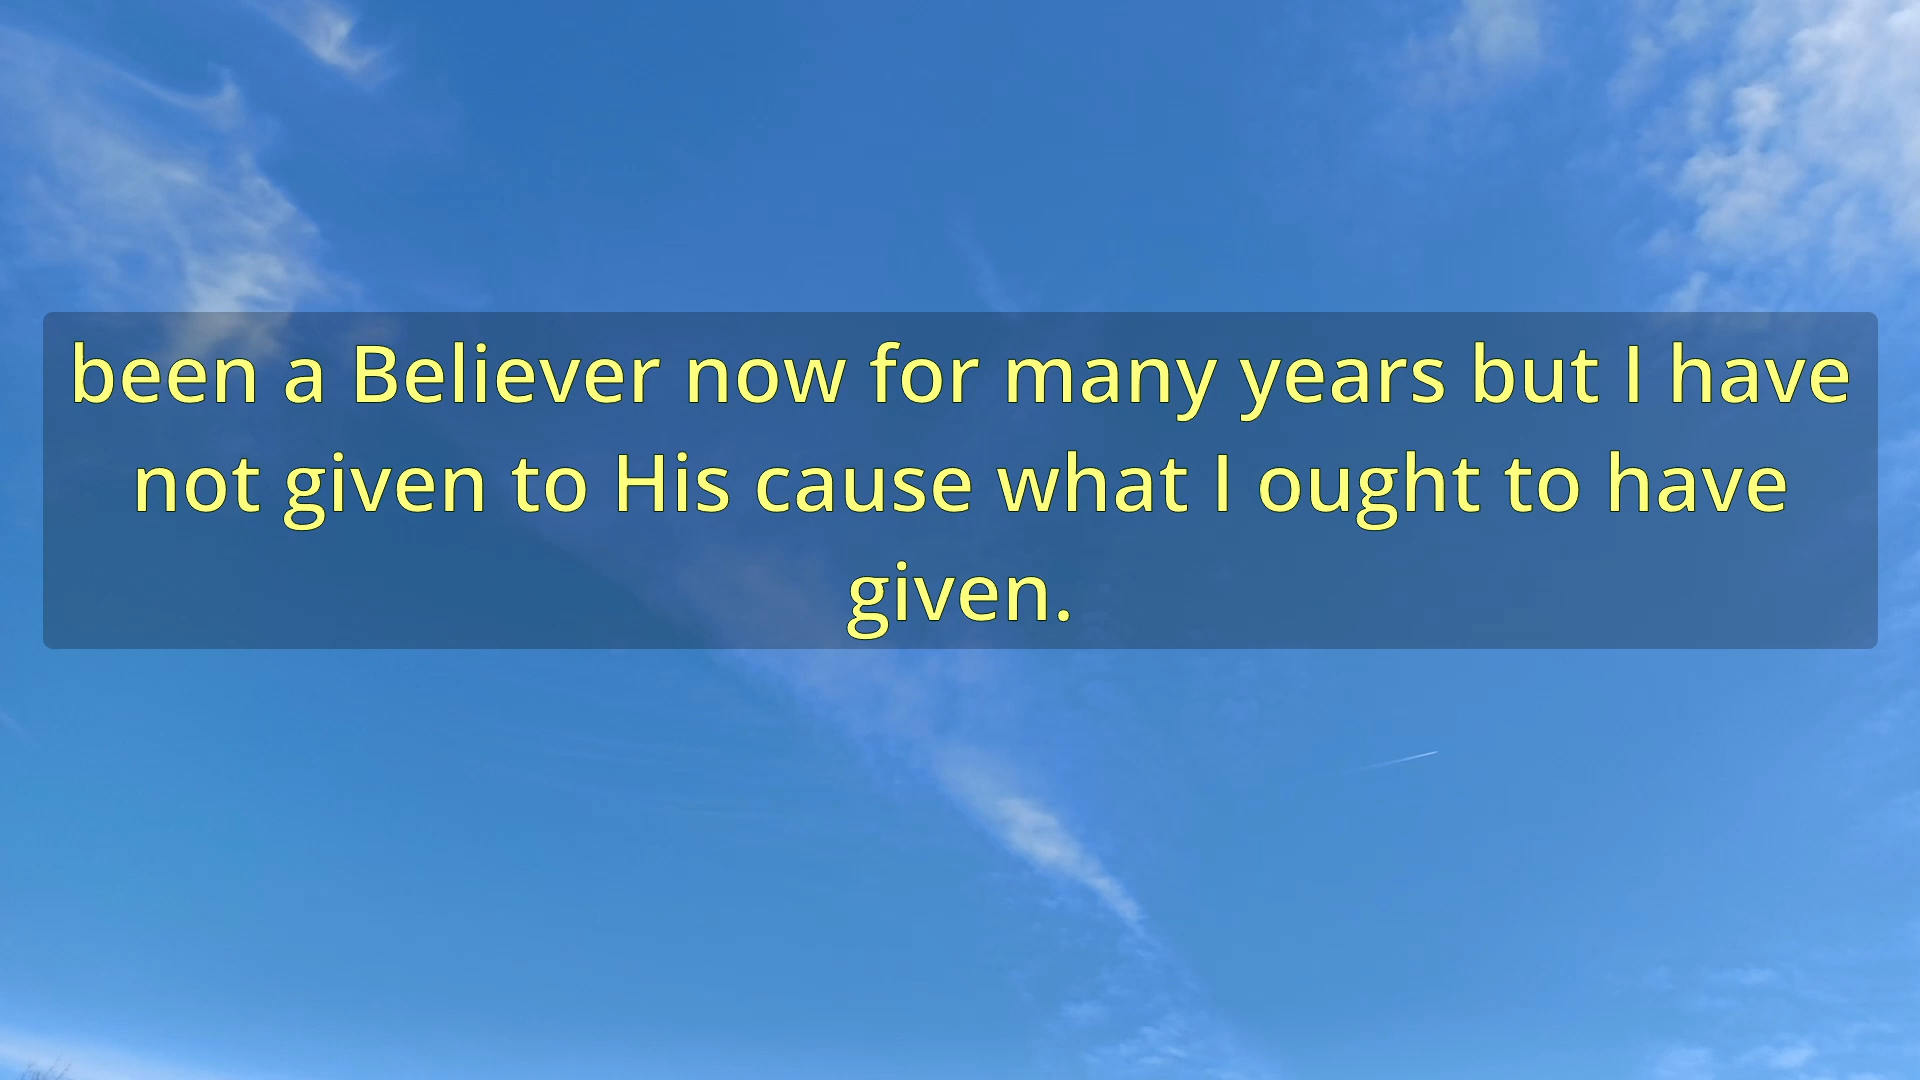 been a Believer now for many years but I have
not given to His cause what I ought to have
given.